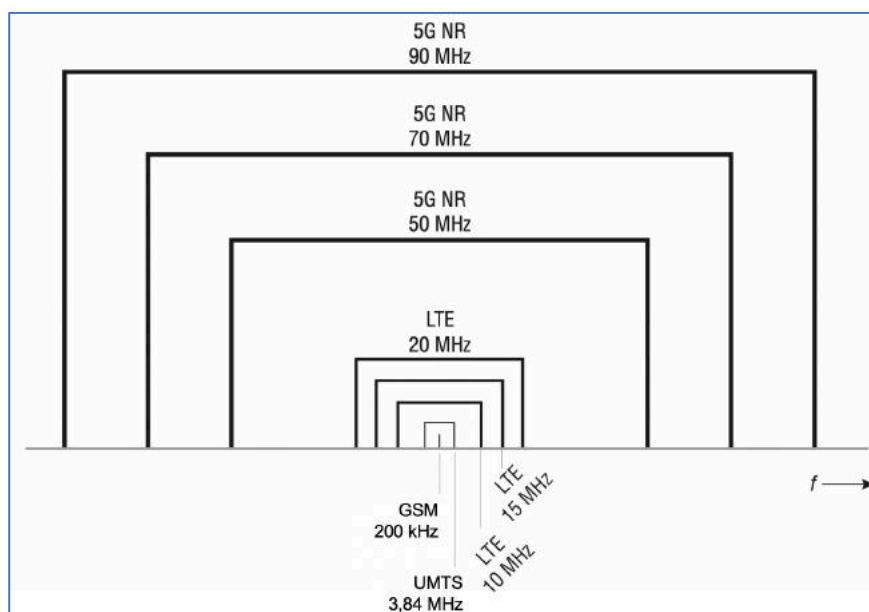 5G NR
90 MHz
5G NR
70 MHz
5G NR
50 MHz
LTE
20 MHz
f
LTE
15 MHz
GSM
200 kHz
LTE
10 MHz
UMTS
3,84 MHz